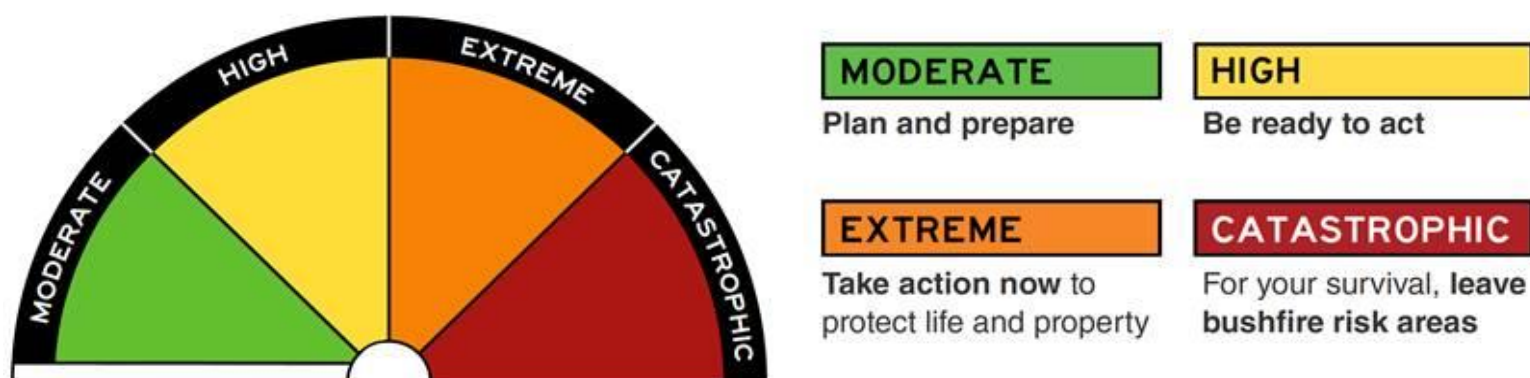 MODERATE
HIGH
EXTREME
CATASTROPHIC
MODERATE
Plan and prepare
HIGH
Be ready to act
EXTREME
Take action now to
protect life and property
CATASTROPHIC
For your survival, leave
bushfire risk areas